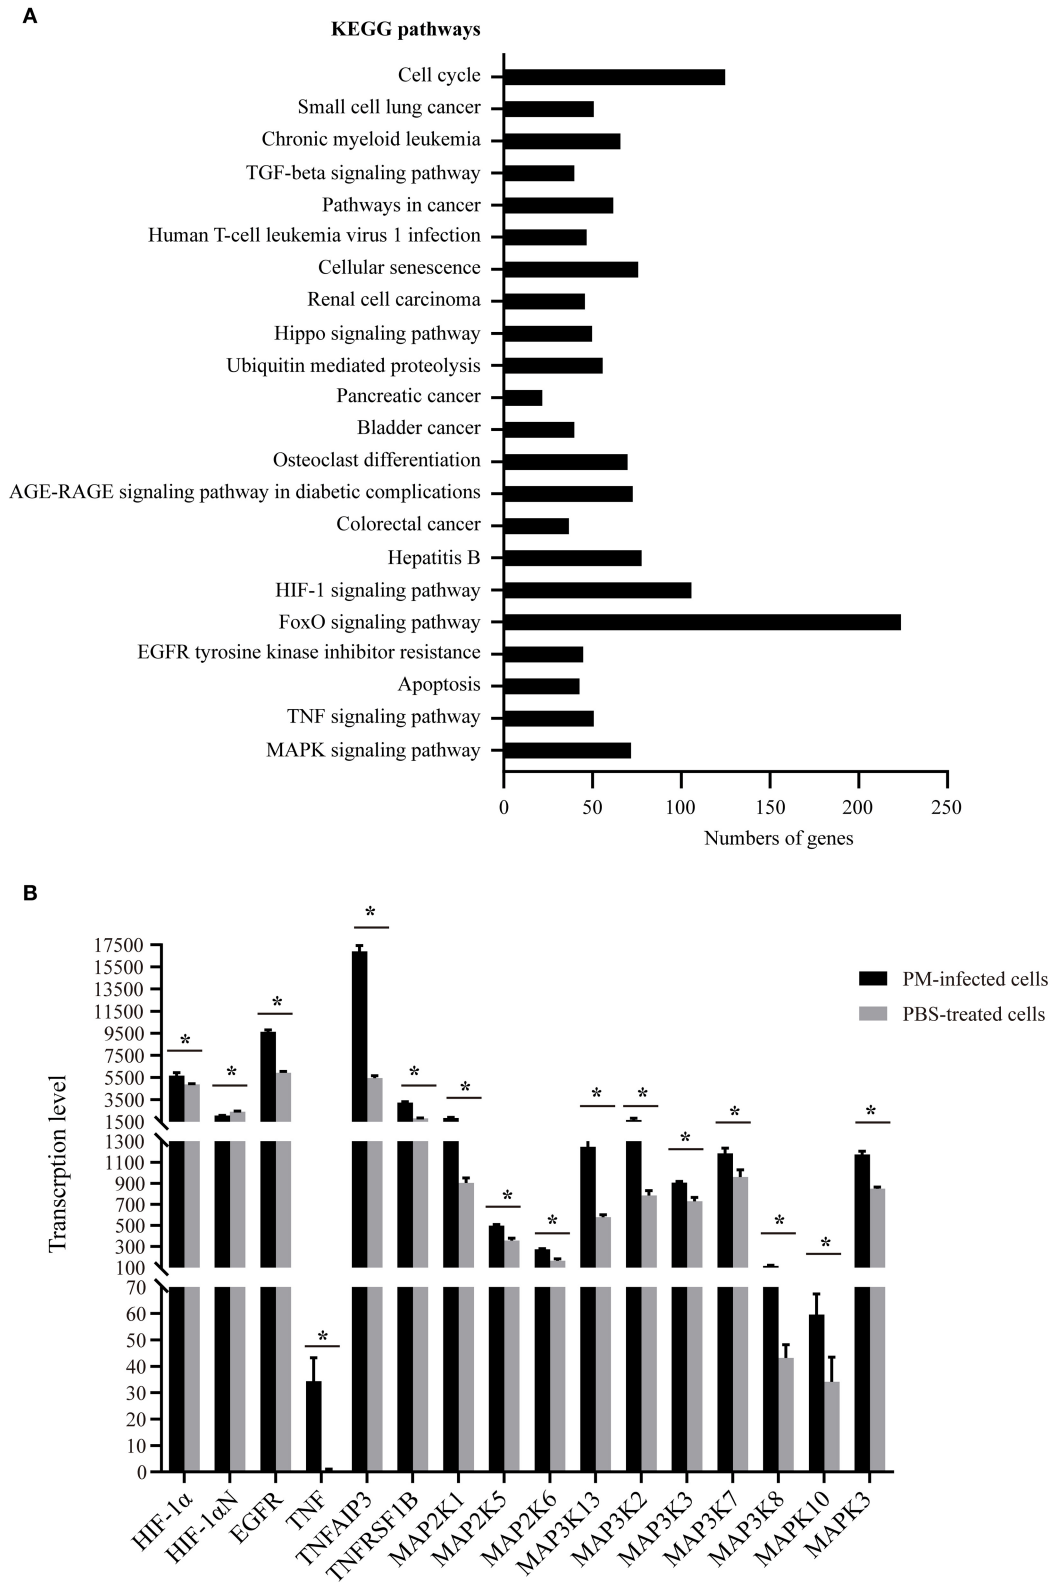 A
KEGG pathways
Cell cycle
Small cell lung cancer
Chronic myeloid leukemia
TGF-beta signaling pathway
Pathways in cancer
Human T-cell leukemia virus 1 infection
Cellular senescence
Renal cell carcinoma
Hippo signaling pathway
Ubiquitin mediated proteolysis
Pancreatic cancer
Bladder cancer
Osteoclast differentiation
AGE-RAGE signaling pathway in diabetic complications
Colorectal cancer
Hepatitis B
HIF-1 signaling pathway
FoxO signaling pathway
EGFR tyrosine kinase inhibitor resistance
Apoptosis
TNF signaling pathway
MAPK signaling pathway
0 50 100 150 200 250
Numbers of genes
B
Transcrption level
17500
15500
13500
11500
9500
7500
5500
3500
1500
1300
1100
900
700
500
300
100
70
60
50
40
30
20
10
0
* * * * * * * * * * * * * * * *
PM-infected cells
PBS-treated cells
HIF-1α
HIF-1αN
EGFR
TNF
TNFAIP3
TNFRSF1B
MAP2K1
MAP2K5
MAP2K6
MAP3K13
MAP3K2
MAP3K3
MAP3K7
MAP3K8
MAPK10
MAPK3